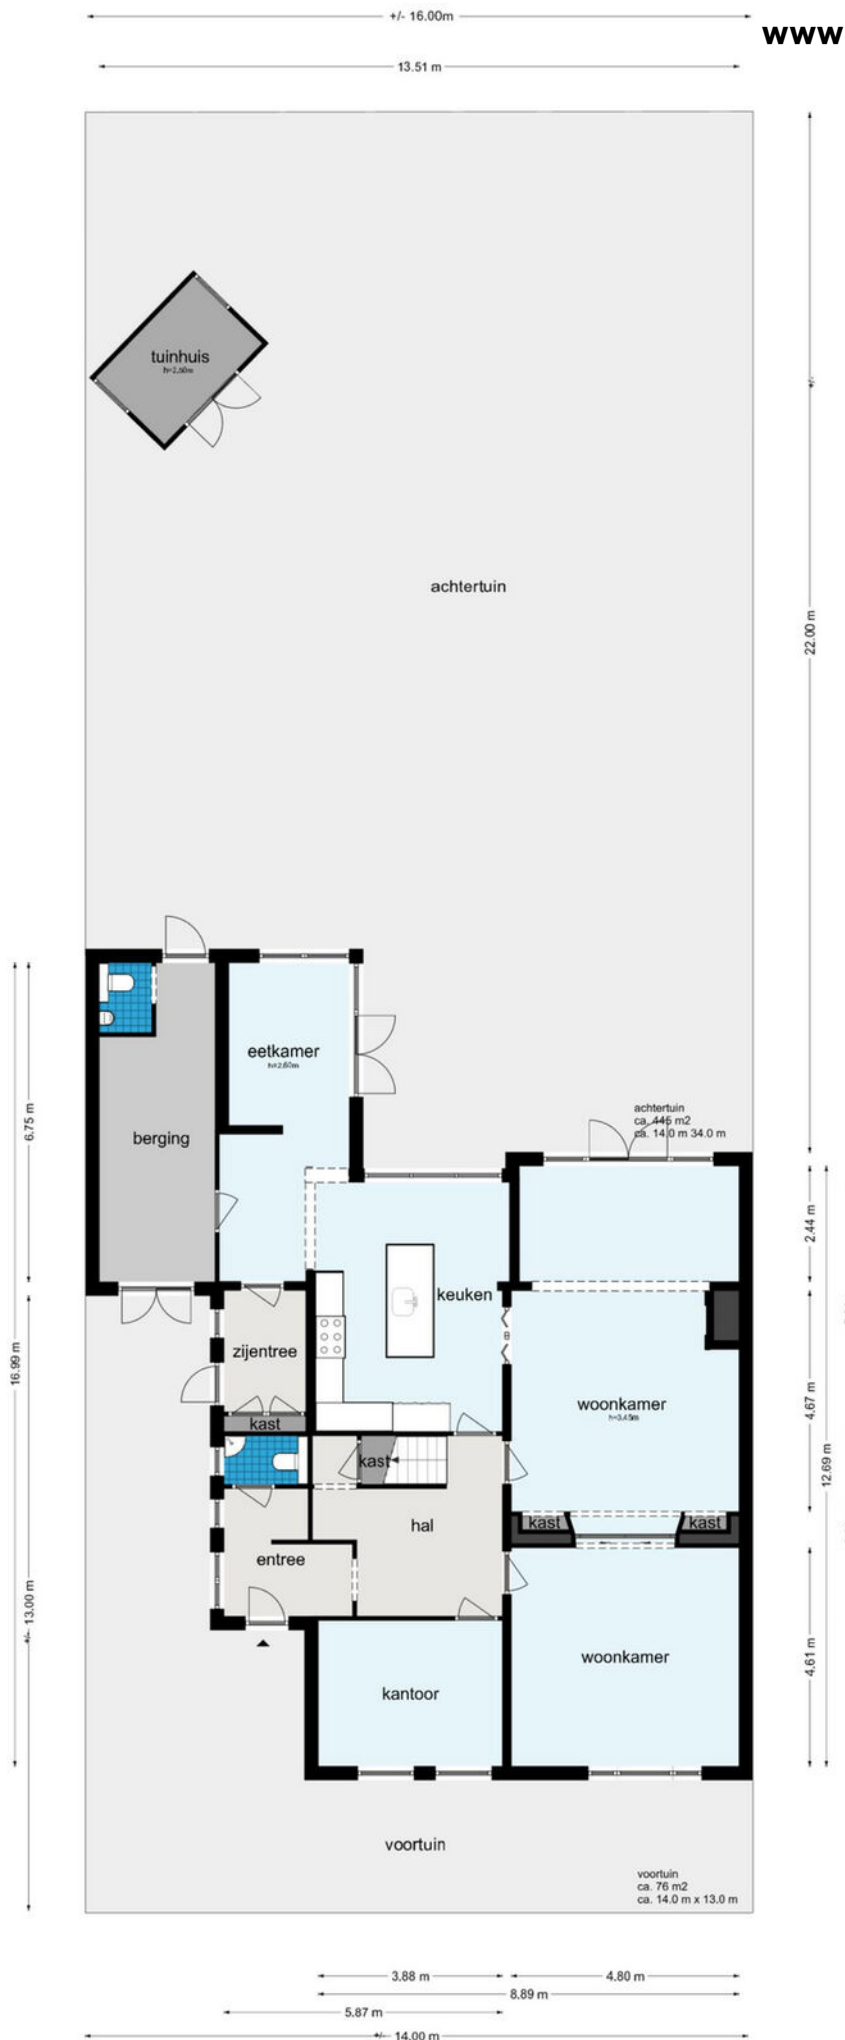 +/- 16.00m
www
13.51 m
tuinhuis
h=2,50m
+/-
achtertuin
22.00 m
eetkamer
h=2,60m
achtertuin
ca. 445 m2
ca. 14.0 m 34.0 m
6.75 m
berging
2.44 m
keuken
zijentree
16.99 m
woonkamer
h=3,45m
4.67 m
kast
kast
12.69 m
hal
kast
kast
entree
+/- 13.00 m
4.61 m
woonkamer
kantoor
voortuin
voortuin
ca. 76 m2
ca. 14.0 m x 13.0 m
3.88 m
4.80 m
8.89 m
5.87 m
+/- 14.00 m